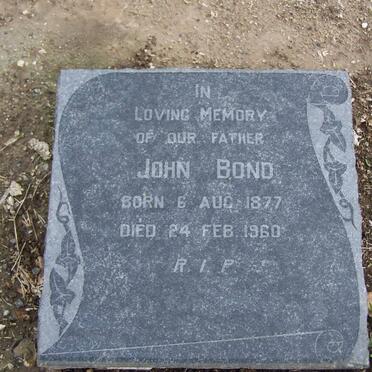 IN
LOVING MEMORY
OF OUR FATHER
JOHN BOND
BORN 6 AUG. 1877
DIED 24 FEB. 1960
R.I.P.